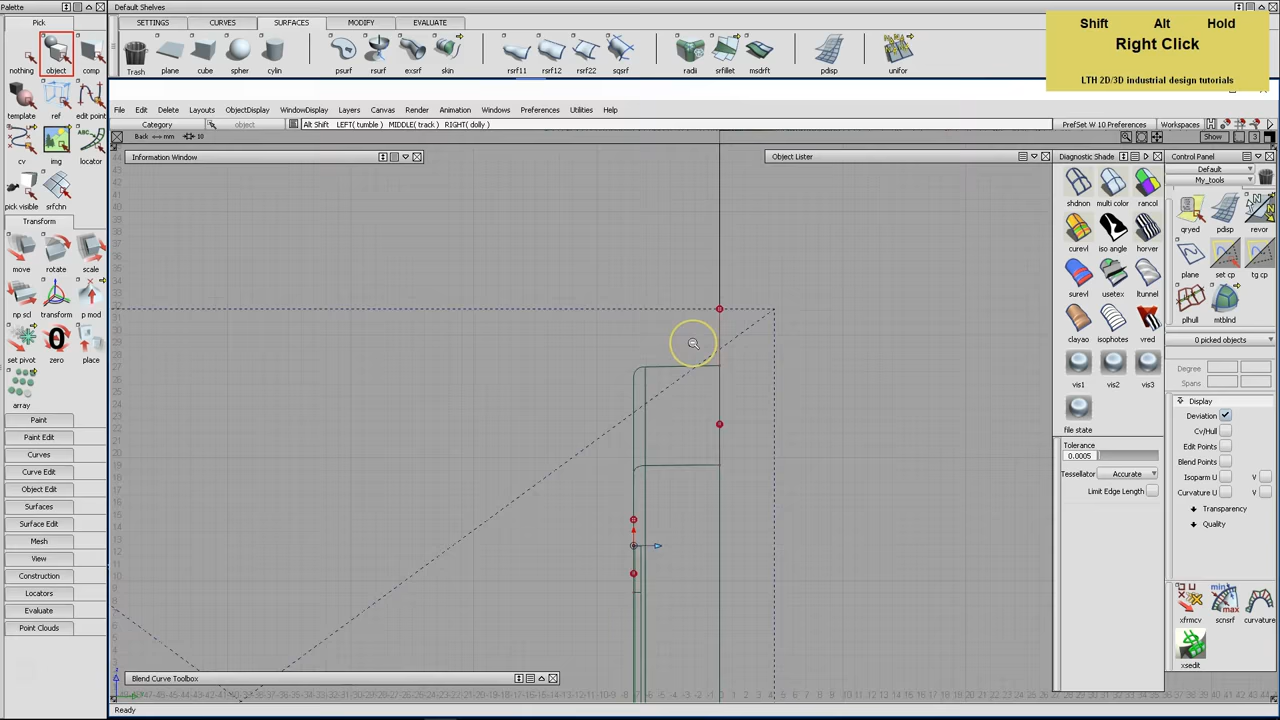 Palette
Pick
nothing
object
comp
template
ref
edit point
cv
img
locator
pick visible
srfchn
Transform
move
rotate
scale
np scl
transform
p mod
set pivot
zero
place
array
Paint
Paint Edit
Curves
Curve Edit
Object Edit
Surfaces
Surface Edit
Mesh
View
Construction
Locators
Evaluate
Point Clouds
Default Shelves
SETTINGS CURVES SURFACES MODIFY EVALUATE
Trash plane cube spher cylin psurf rsurf exsrf skin rsrf11 rsrf12 rsrf22 sqsrf radii srfillet msdrft pdisp unifor
Shift Alt Hold
Right Click
LTH 2D/3D industrial design tutorials
File Edit Delete Layouts ObjectDisplay WindowDisplay Layers Canvas Render Animation Windows Preferences Utilities Help
Category object Alt Shift LEFT( tumble ) MIDDLE( track ) RIGHT( dolly ) PrefSet W 10 Preferences Workspaces
Back mm 10 Show 3
Information Window
Object Lister
Blend Curve Toolbox
Ready
Diagnostic Shade
shdnon multi color rancol
curevl iso angle horver
surevl usetex ltunnel
clayao isophotes vred
vis1 vis2 vis3
file state
Tolerance
0.0005
Tessellator Accurate
Limit Edge Length
Control Panel
Default
My_tools
qryed pdisp revor
plane set cp tg cp
plhull mtblnd
0 picked objects
Degree
Spans
Display
Deviation
Cv/Hull
Edit Points
Blend Points
Isoparm U V
Curvature U V
Transparency
Quality
xfrmcv scnsrf curvature
xsedit